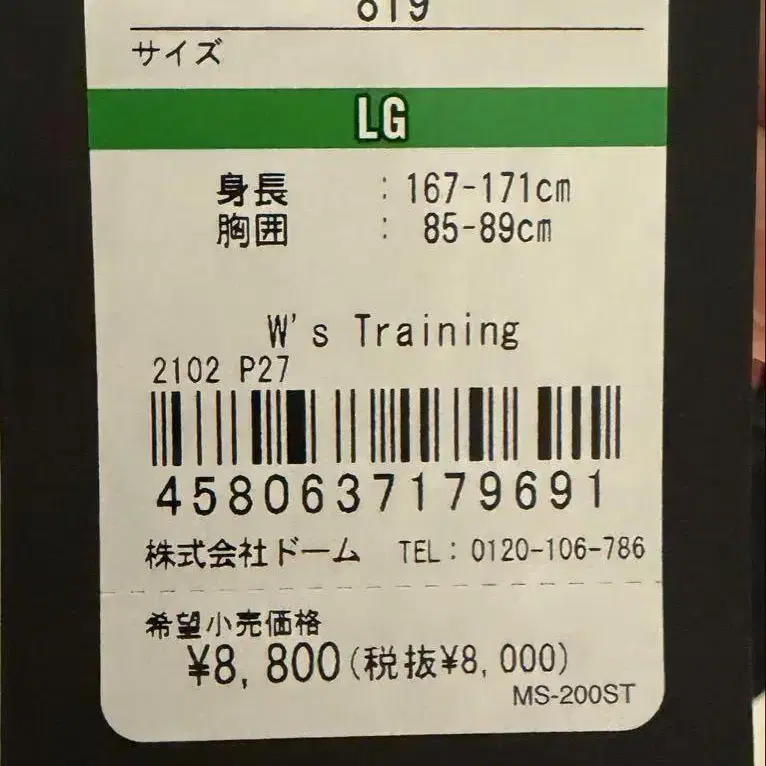 819
サイズ
LG
身長 : 167-171cm
胸囲 : 85-89cm
W's Training
2102 P27
4580637179691
株式会社ドーム TEL: 0120-106-786
希望小売価格
¥8,800(税抜¥8,000)
MS-200ST